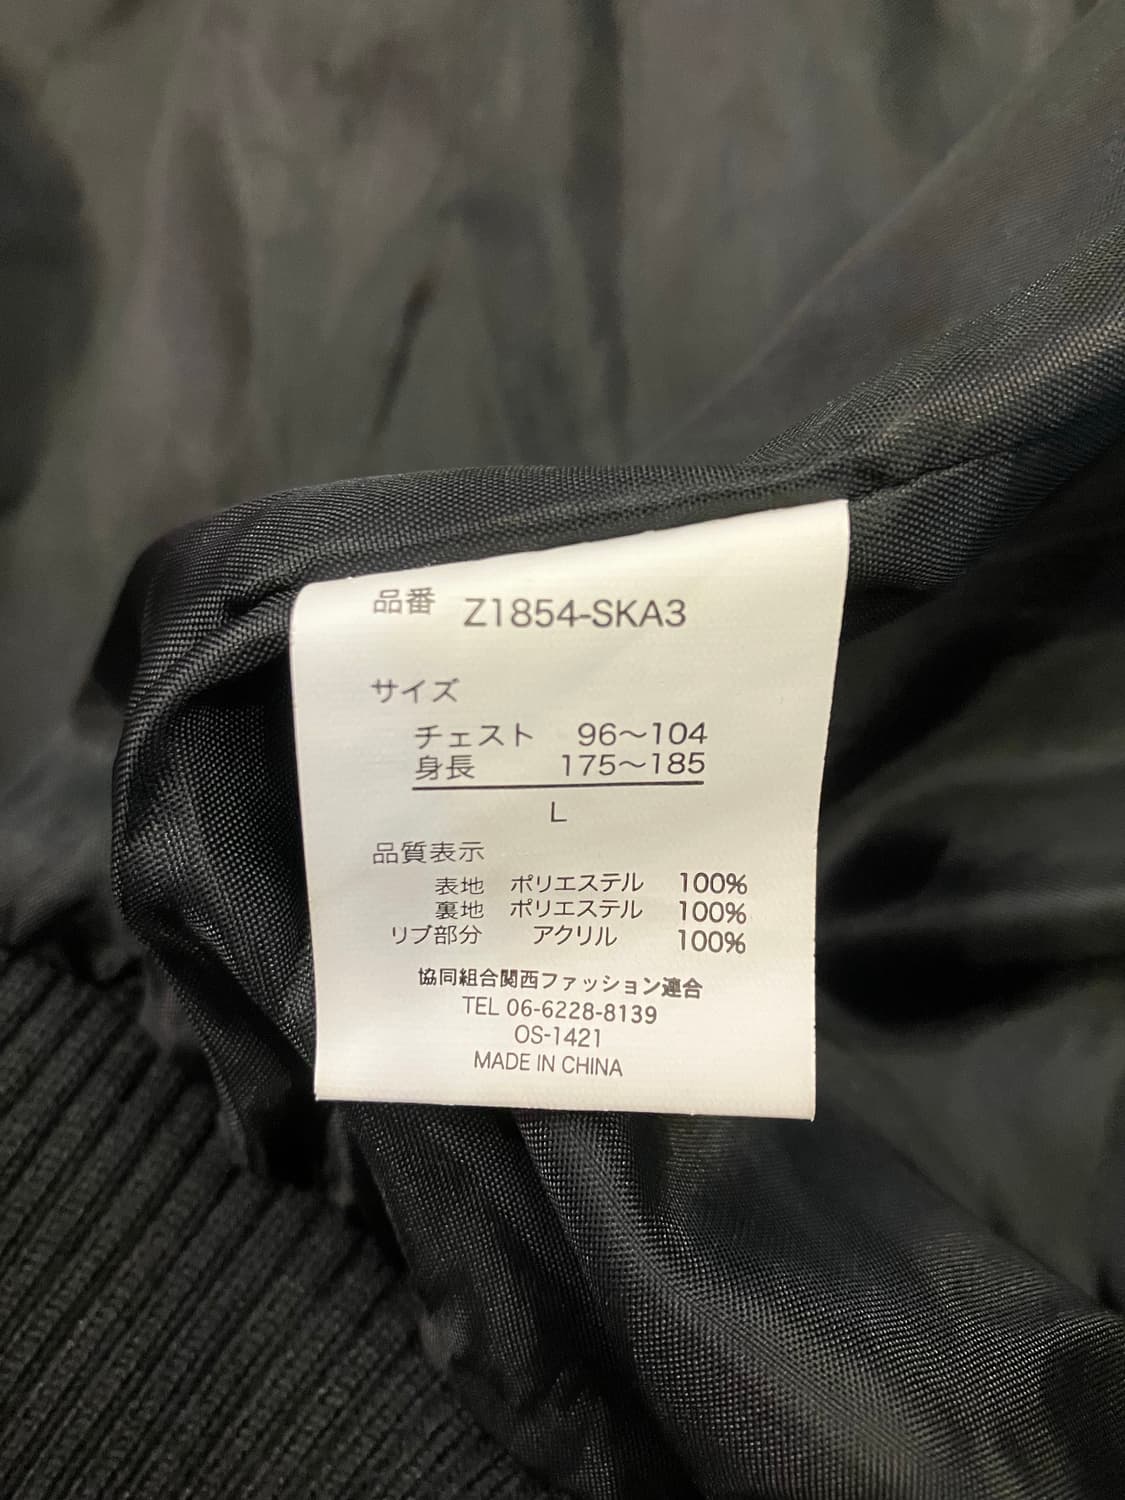 品番 Z1854-SKA3
サイズ
チェスト 96～104
身長 175～185
L
品質表示
表地 ポリエステル 100%
裏地 ポリエステル 100%
リブ部分 アクリル 100%
協同組合関西ファッション連合
TEL 06-6228-8139
OS-1421
MADE IN CHINA